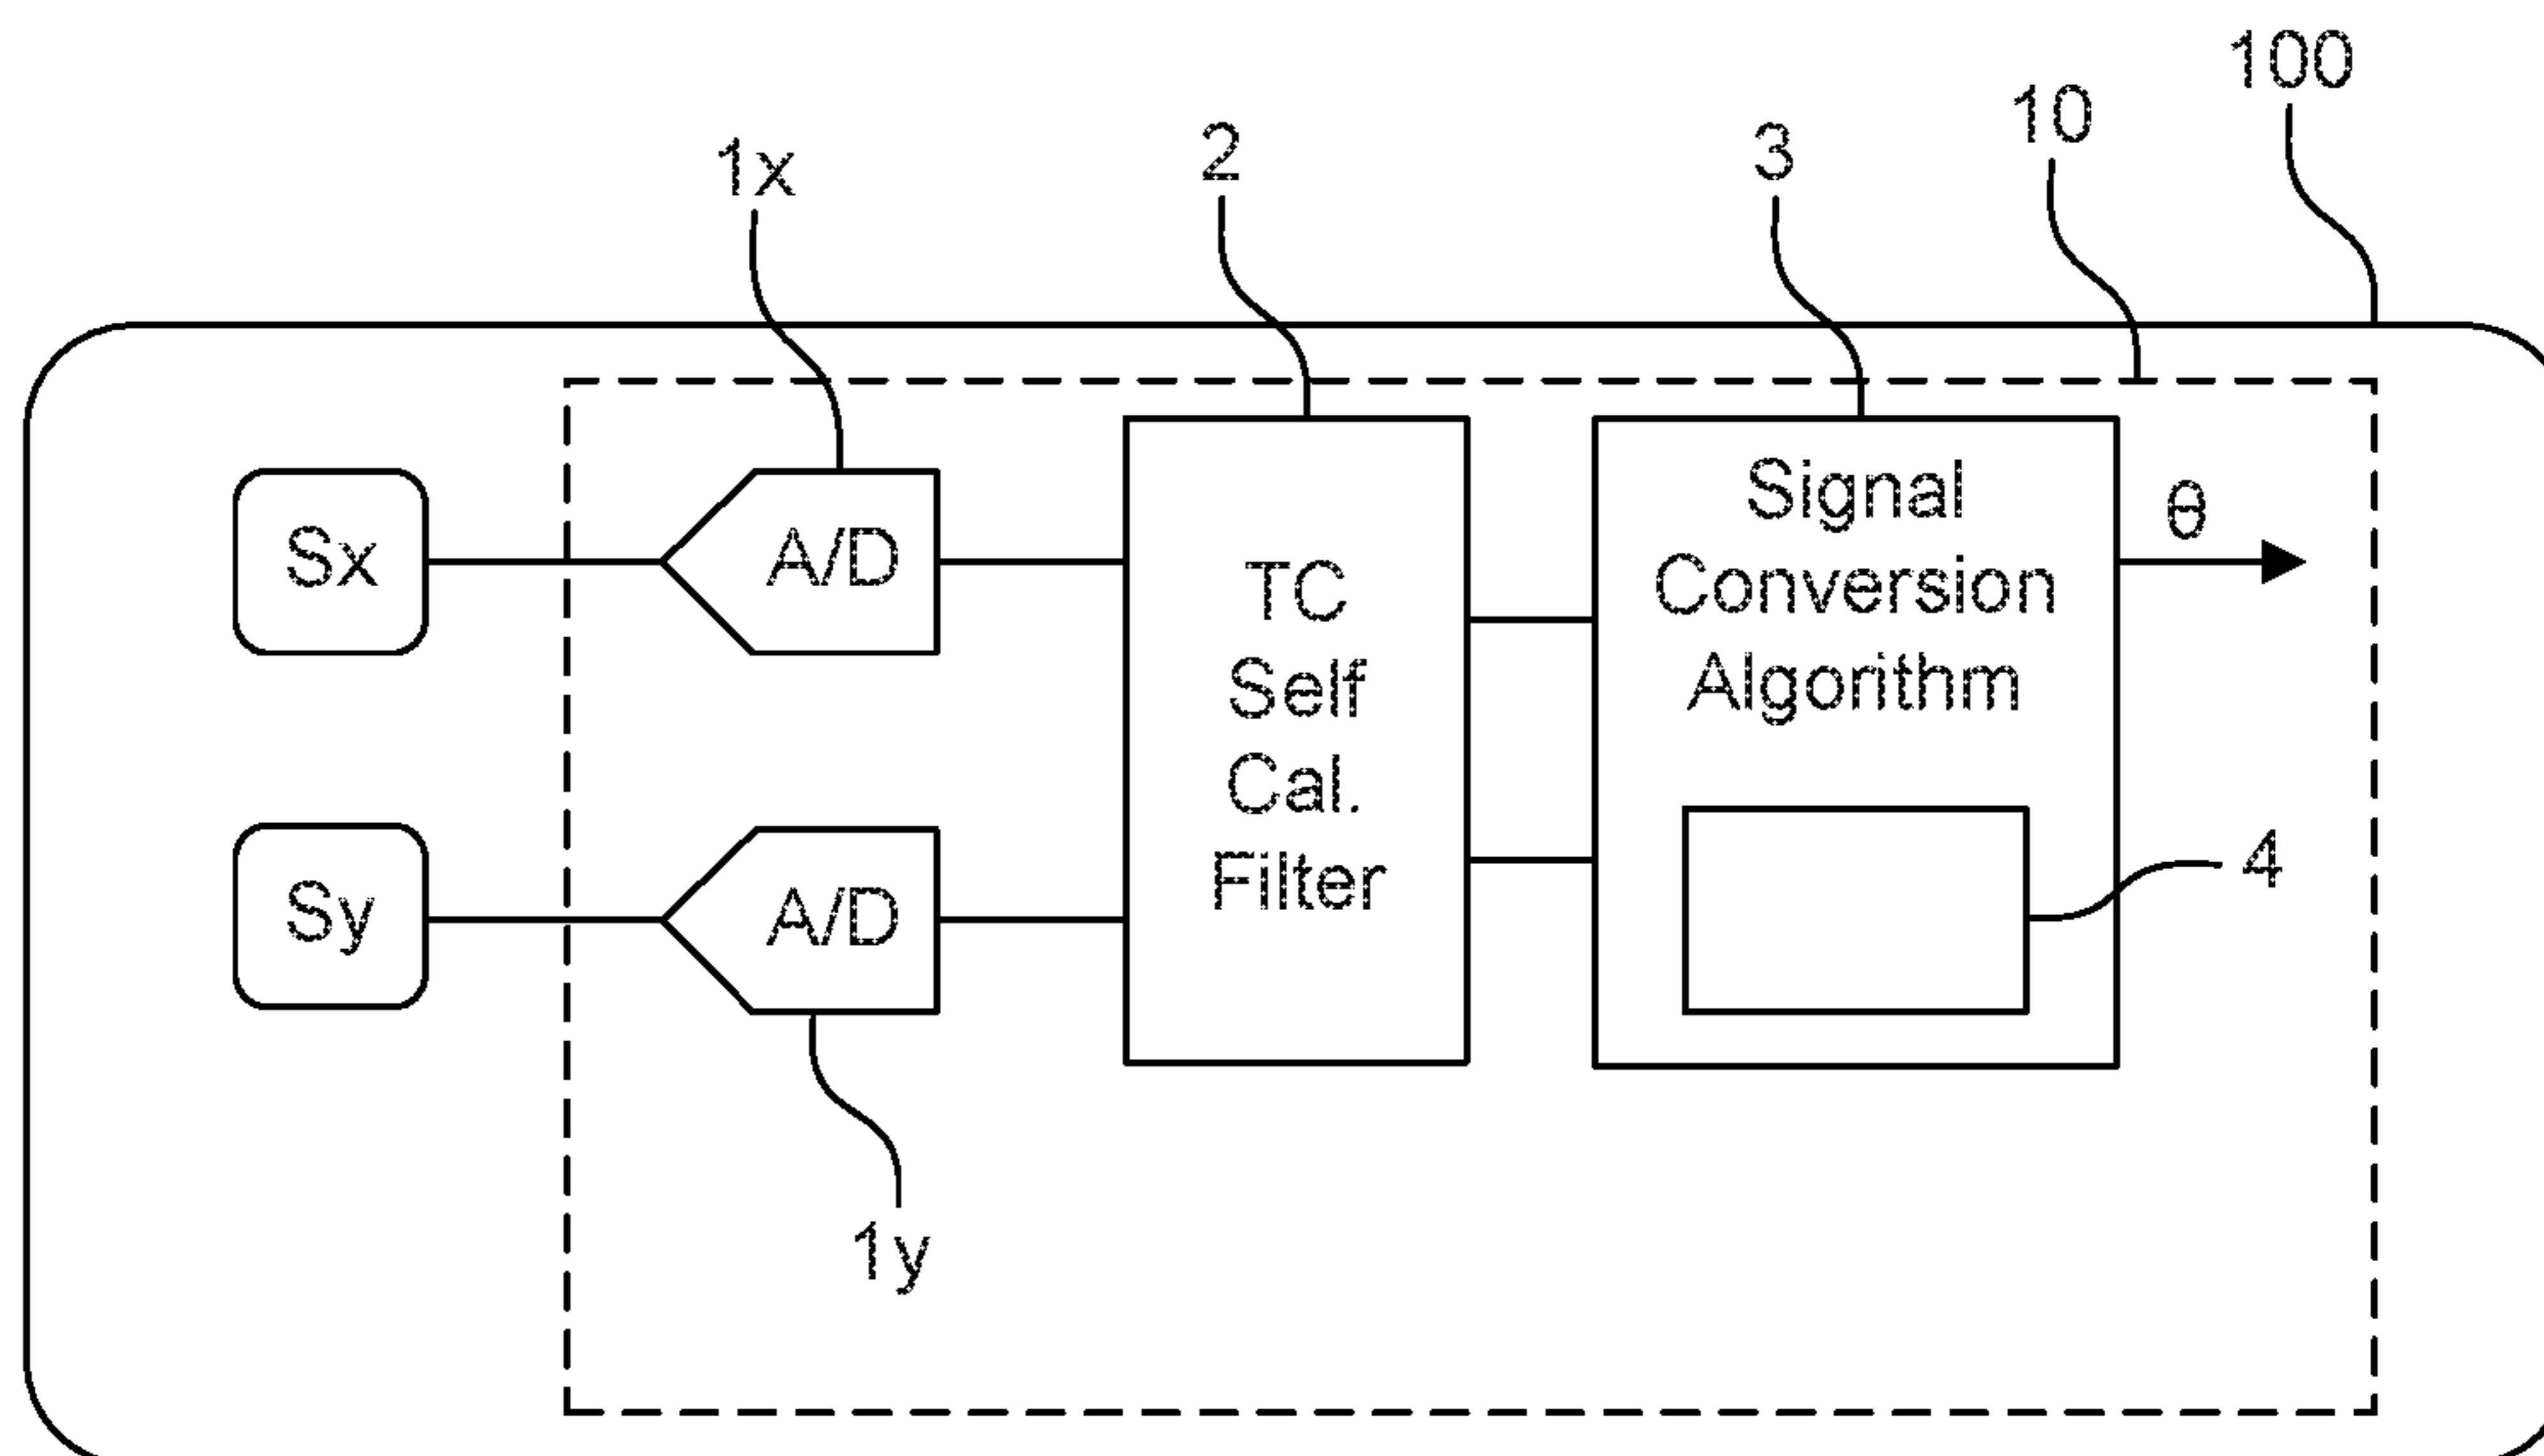 100
10
1x
2
3
Sx
A/D
TC
Self
Cal.
Filter
Signal
Conversion
Algorithm
θ
Sy
A/D
4
1y